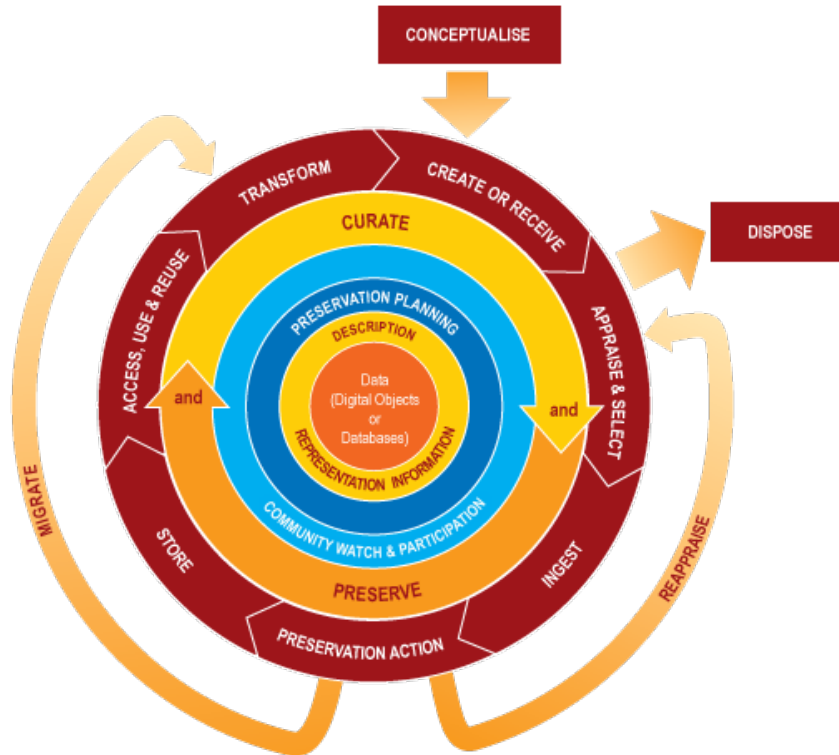 CONCEPTUALISE
TRANSFORM
CREATE OR RECEIVE
DISPOSE
CURATE
ACCESS, USE & REUSE
APPRAISE & SELECT
PRESERVATION PLANNING
DESCRIPTION
Data
(Digital Objects
or
Databases)
and
and
REPRESENTATION INFORMATION
COMMUNITY WATCH & PARTICIPATION
MIGRATE
STORE
INGEST
REAPPRAISE
PRESERVE
PRESERVATION ACTION